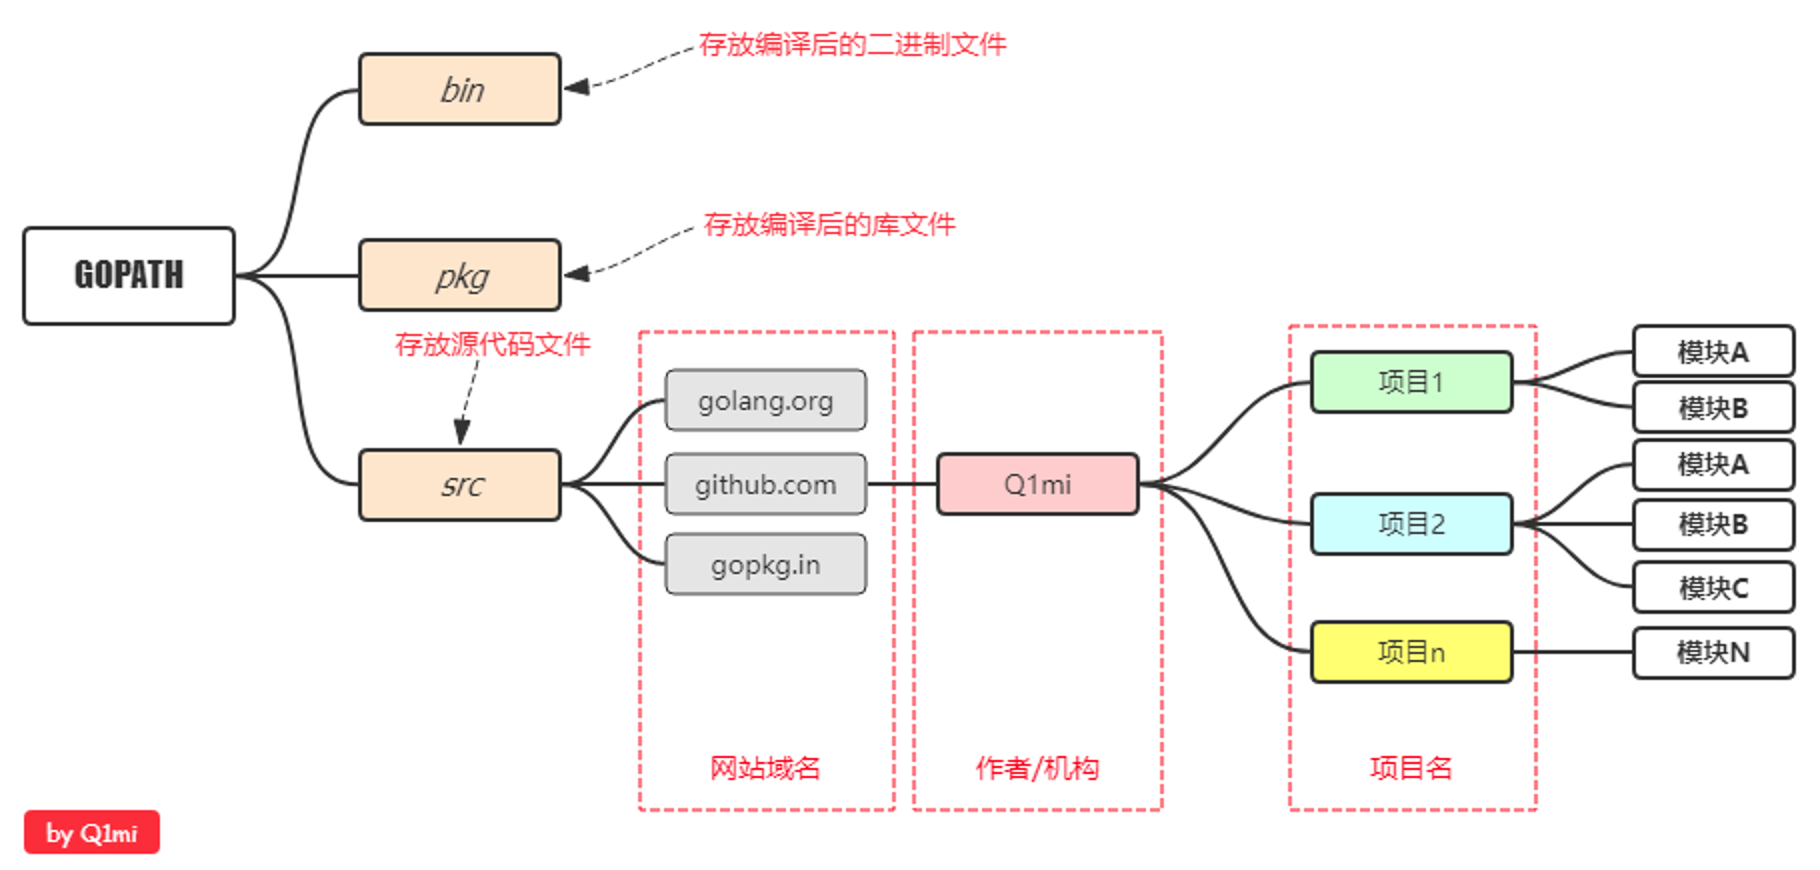 存放编译后的二进制文件
bin
GOPATH
存放编译后的库文件
pkg
存放源代码文件
src
golang.org
github.com
gopkg.in
网站域名
Q1mi
作者/机构
项目1
项目2
项目n
项目名
模块A
模块B
模块A
模块B
模块C
模块N
by Q1mi